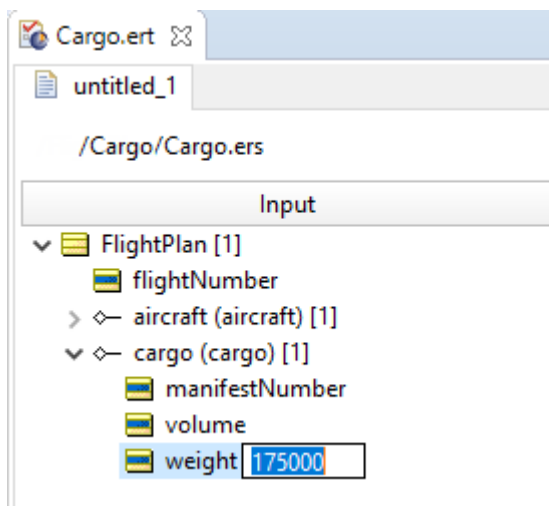 Cargo.ert
untitled_1
/Cargo/Cargo.ers
Input
FlightPlan [1]
flightNumber
aircraft (aircraft) [1]
cargo (cargo) [1]
manifestNumber
volume
weight 175000